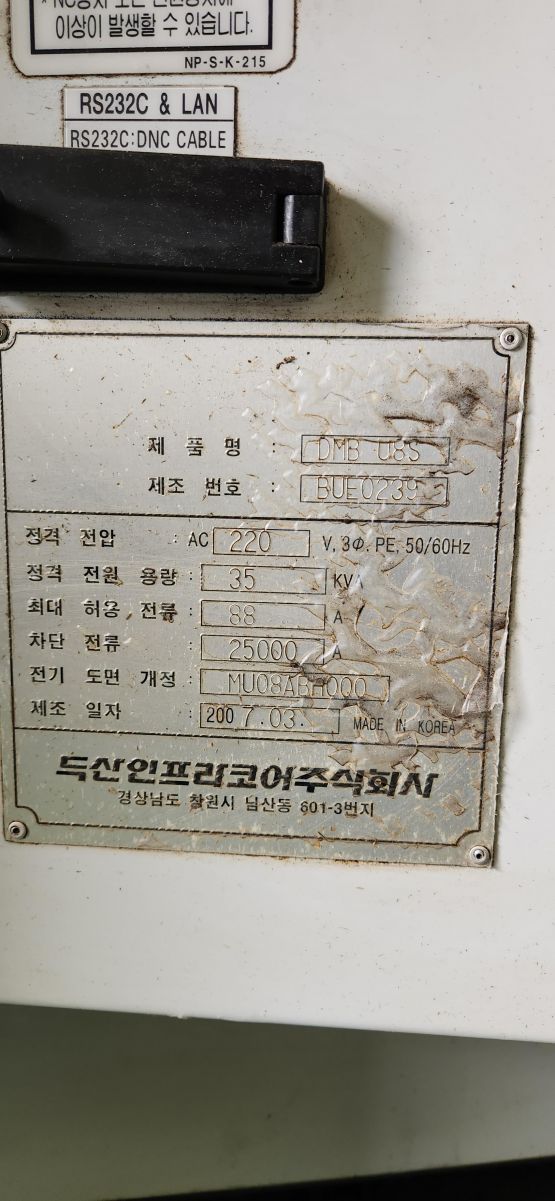 이상이 발생할 수 있습니다.
NP-S-K-215
RS232C & LAN
RS232C:DNC CABLE
제 품 명 : DMB U8S
제조 번호 : BUE0239
정격 전압 : AC 220 V, 3Φ, PE, 50/60Hz
정격 전원 용량 : 35 KVA
최대 허용 전류 : 88 A
차단 전류 : 25000 A
전기 도면 개정 : MU08ABH000
제조 일자 : 2007.03. MADE IN KOREA
두산인프라코어주식회사
경상남도 창원시 남산동 601-3번지